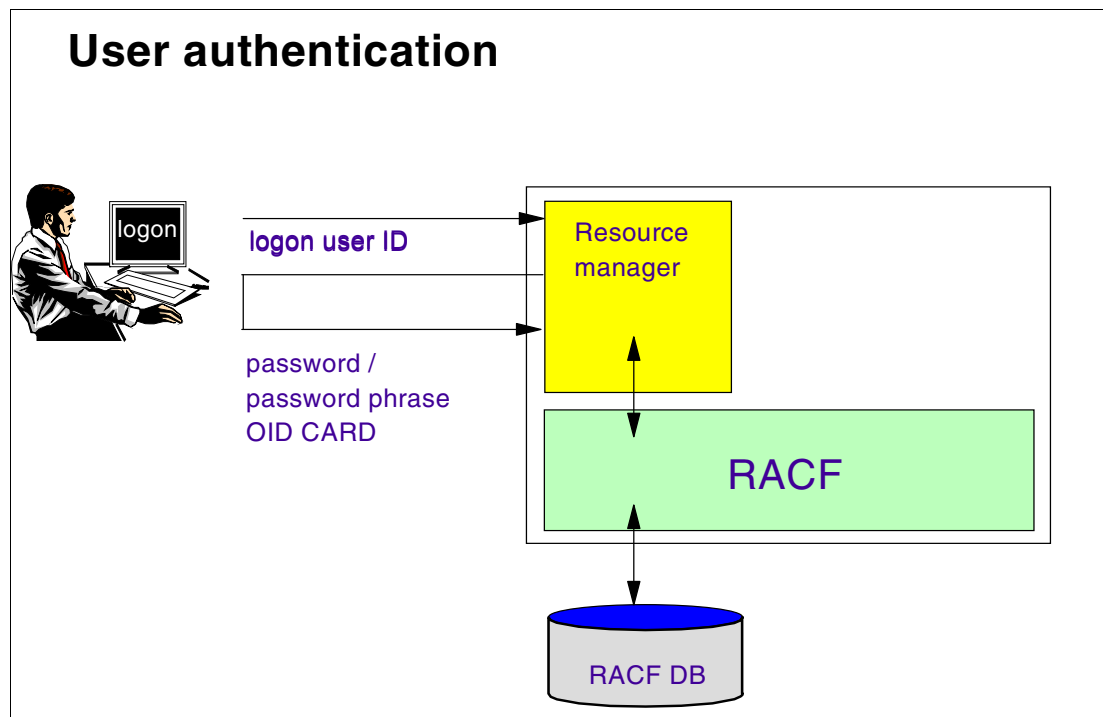 User authentication
logon
logon user ID
Resource
manager
password /
password phrase
OID CARD
RACF
RACF DB